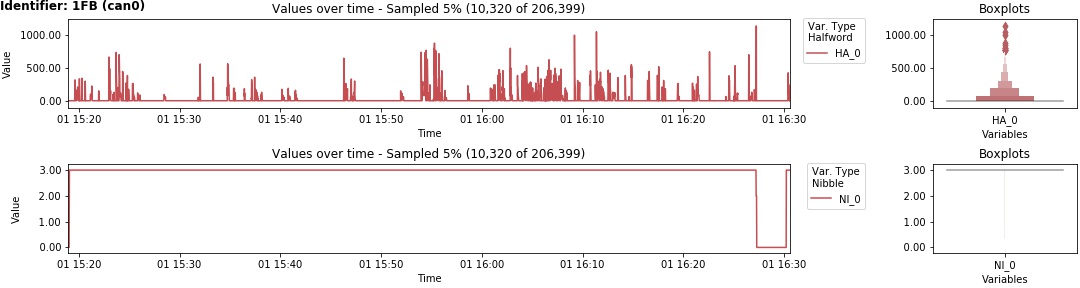 Identifier: 1FB (can0)
Values over time - Sampled 5% (10,320 of 206,399)
Boxplots
Value
1000.00
500.00
0.00
01 15:20
01 15:30
01 15:40
01 15:50
01 16:00
01 16:10
01 16:20
01 16:30
Time
Var. Type
Halfword
HA_0
1000.00
500.00
0.00
HA_0
Variables
Values over time - Sampled 5% (10,320 of 206,399)
Boxplots
Value
3.00
2.00
1.00
0.00
01 15:20
01 15:30
01 15:40
01 15:50
01 16:00
01 16:10
01 16:20
01 16:30
Time
Var. Type
Nibble
NI_0
3.00
2.00
1.00
0.00
NI_0
Variables